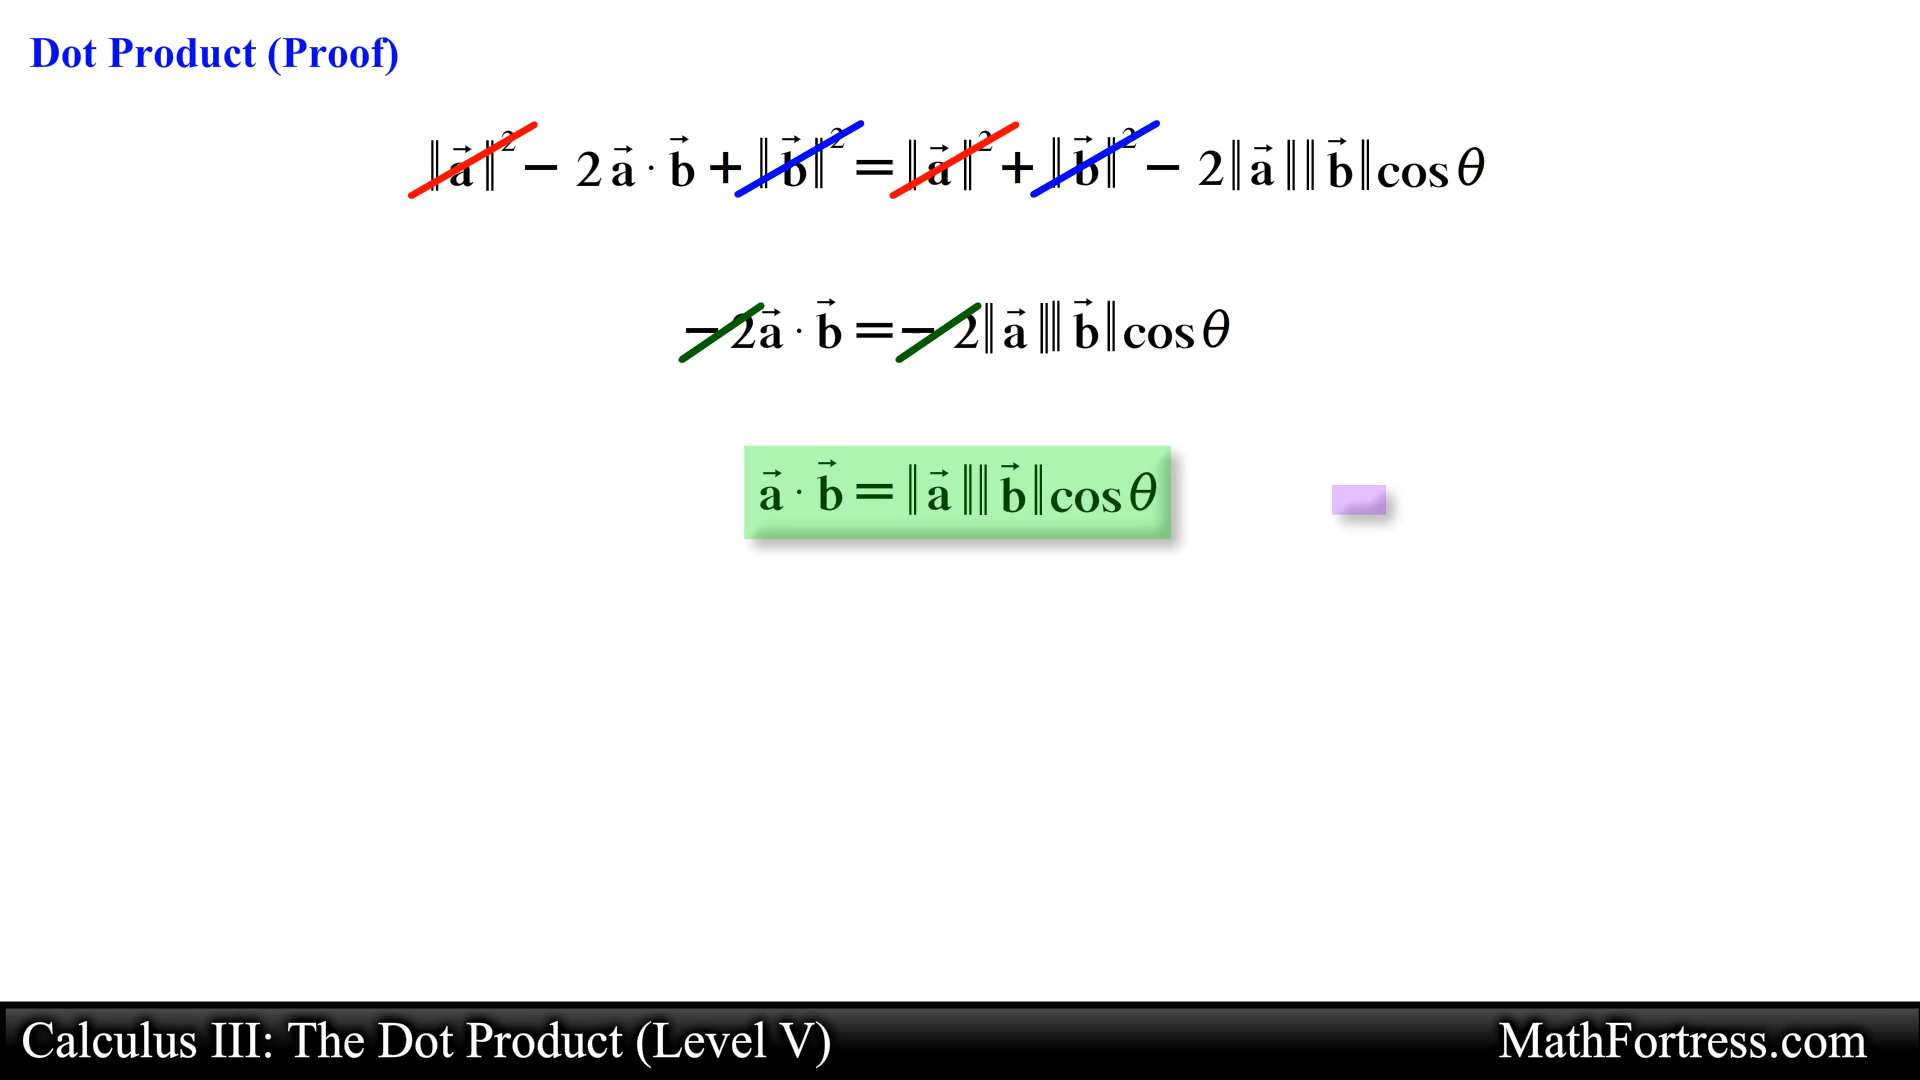 Dot Product (Proof)
‖a⃗‖² − 2a⃗ · b⃗ + ‖b⃗‖² = ‖a⃗‖² + ‖b⃗‖² − 2‖a⃗‖‖b⃗‖cos θ
−2a⃗ · b⃗ = −2‖a⃗‖‖b⃗‖cos θ
a⃗ · b⃗ = ‖a⃗‖‖b⃗‖cos θ
Calculus III: The Dot Product (Level V)
MathFortress.com